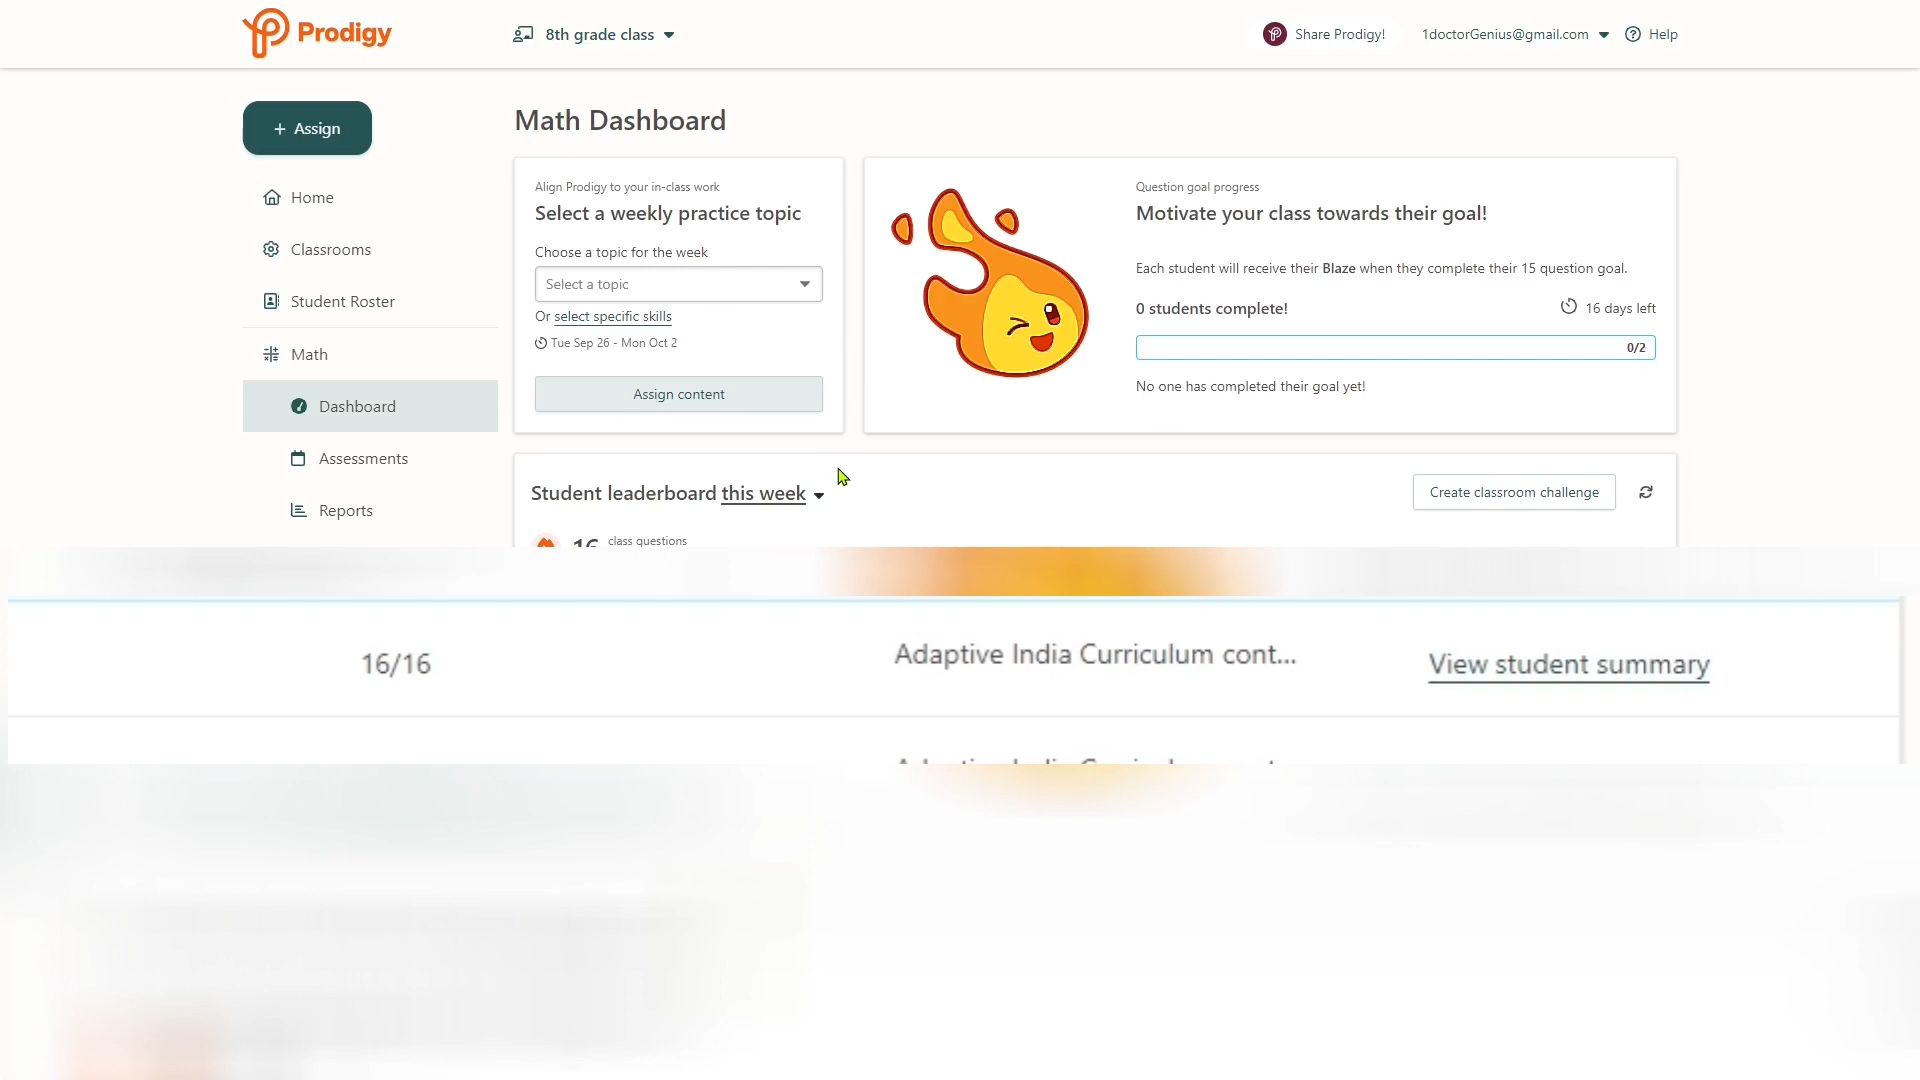 Prodigy
8th grade class
Share Prodigy!
1doctorGenius@gmail.com
Help
+ Assign
Home
Classrooms
Student Roster
Math
Dashboard
Assessments
Reports
Math Dashboard
Align Prodigy to your in-class work
Select a weekly practice topic
Choose a topic for the week
Select a topic
Or select specific skills
Tue Sep 26 - Mon Oct 2
Assign content
Question goal progress
Motivate your class towards their goal!
Each student will receive their Blaze when they complete their 15 question goal.
0 students complete!
16 days left
0/2
No one has completed their goal yet!
Student leaderboard this week
Create classroom challenge
16 class questions
16/16
Adaptive India Curriculum cont...
View student summary